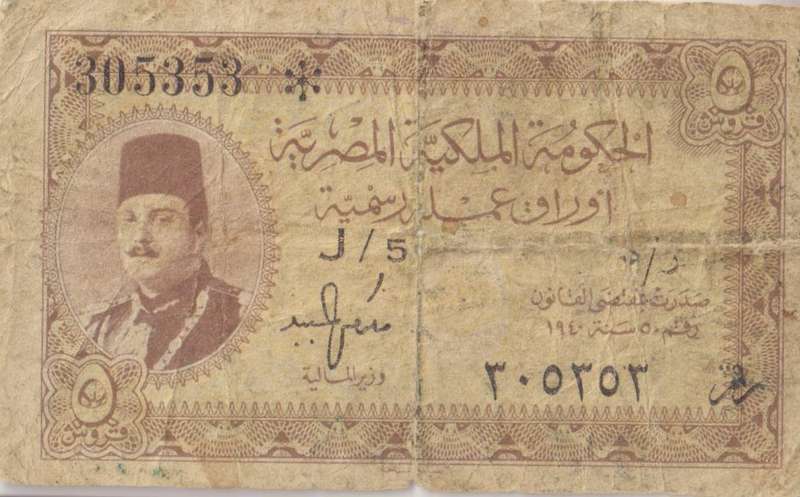 305353 *
٥ قروش
الحكومة الملكية المصرية
أوراق عملة رسمية
J/5
صدرت بمقتضى القانون
رقم ٥٠ سنة ١٩٤٠
وزير المالية
٣٠٥٣٥٣
٥ قروش